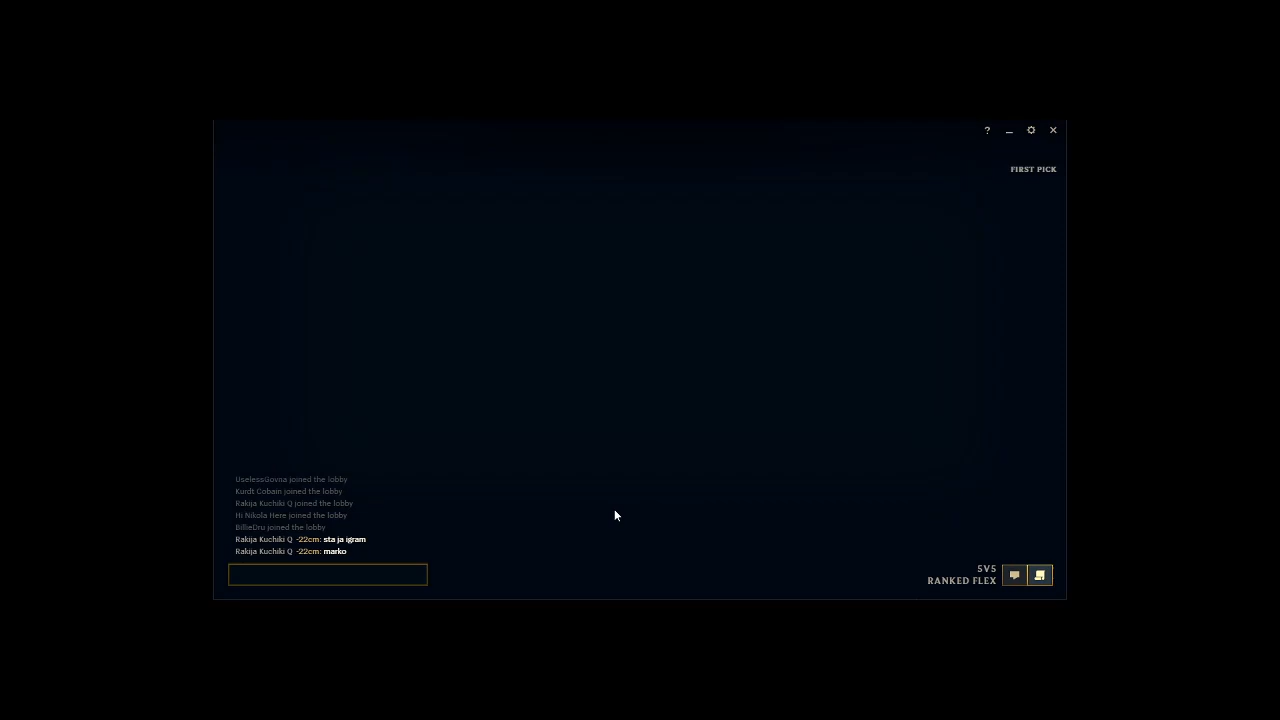 ?
FIRST PICK
UselessGovna joined the lobby
Kurdt Cobain joined the lobby
Rakija Kuchiki Q joined the lobby
Hi Nikola Here joined the lobby
BillieDru joined the lobby
Rakija Kuchiki Q -22cm: sta ja igram
Rakija Kuchiki Q -22cm: marko
5V5
RANKED FLEX